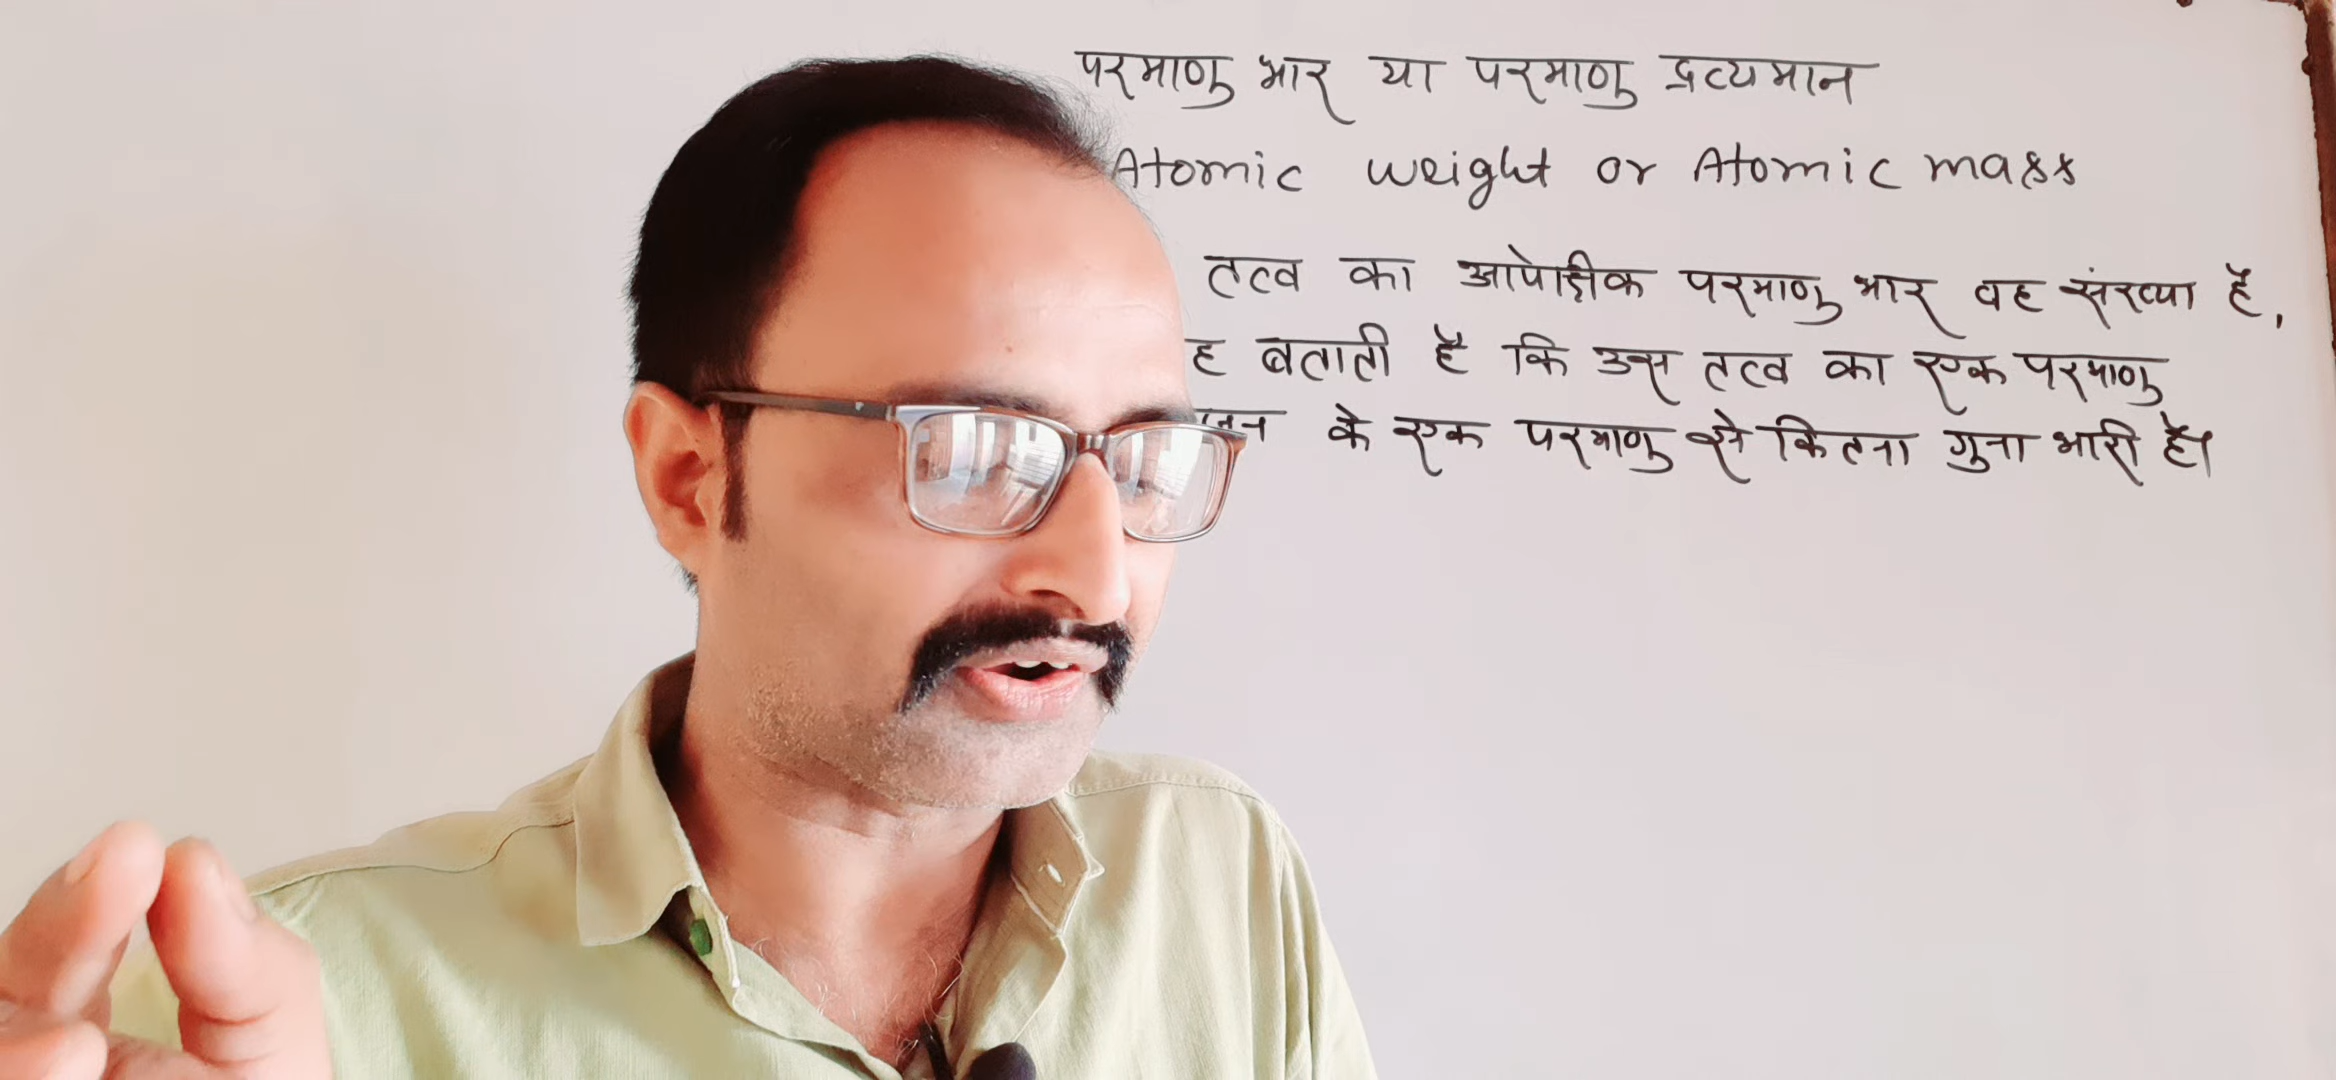 परमाणु भार या परमाणु द्रव्यमान
Atomic weight or Atomic mass
तत्व का आपेक्षिक परमाणु भार वह संख्या है,
बताती है कि उस तत्व का एक परमाणु
के एक परमाणु से कितना गुना भारी है।